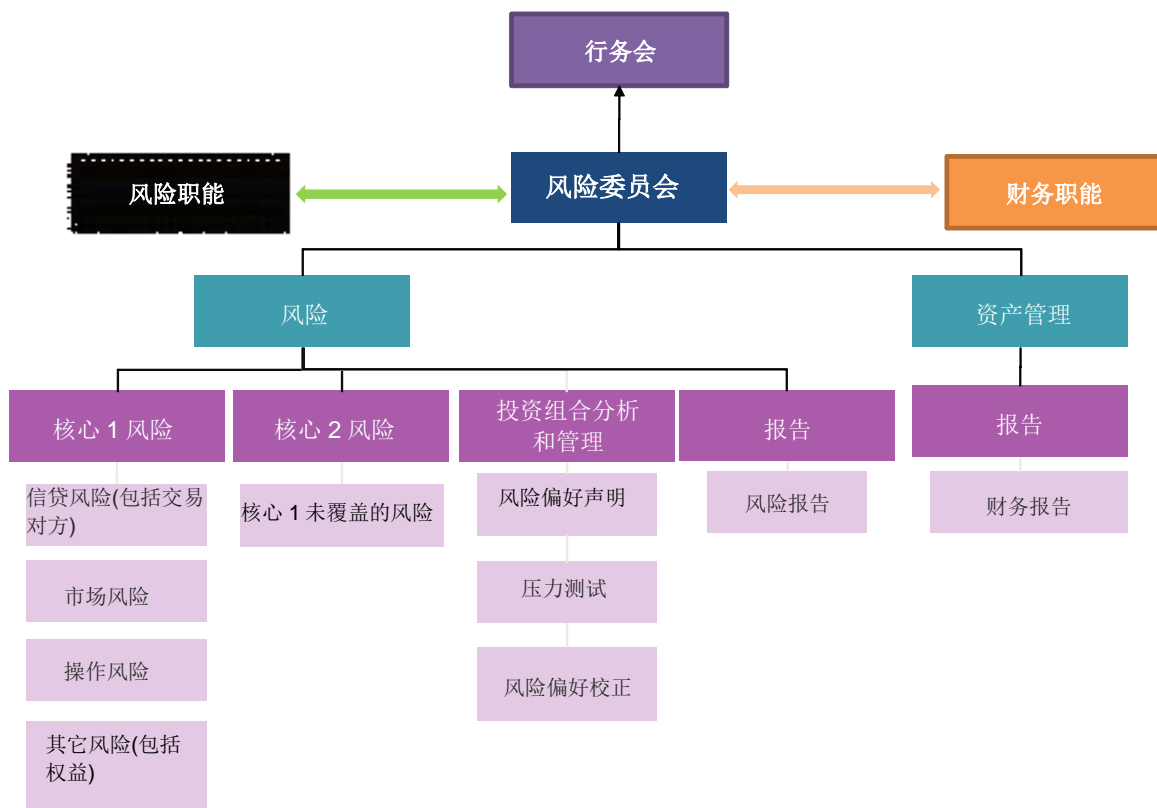 行务会
风险职能
风险委员会
财务职能
风险
资产管理
核心 1 风险
核心 2 风险
投资组合分析
和管理
报告
报告
信贷风险(包括交易
对方)
核心 1 未覆盖的风险
风险偏好声明
风险报告
财务报告
市场风险
压力测试
操作风险
风险偏好校正
其它风险(包括
权益)